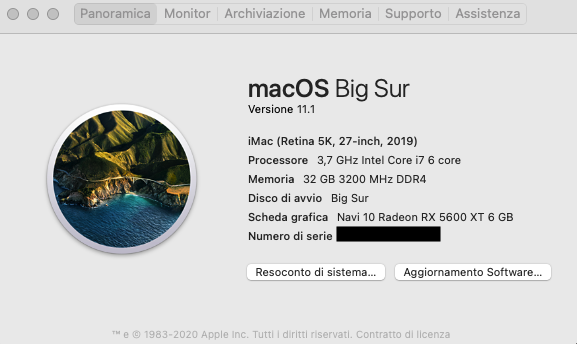 Panoramica Monitor Archiviazione Memoria Supporto Assistenza
macOS Big Sur
Versione 11.1
iMac (Retina 5K, 27-inch, 2019)
Processore 3,7 GHz Intel Core i7 6 core
Memoria 32 GB 3200 MHz DDR4
Disco di avvio Big Sur
Scheda grafica Navi 10 Radeon RX 5600 XT 6 GB
Numero di serie
Resoconto di sistema... Aggiornamento Software...
™ e © 1983-2020 Apple Inc. Tutti i diritti riservati. Contratto di licenza